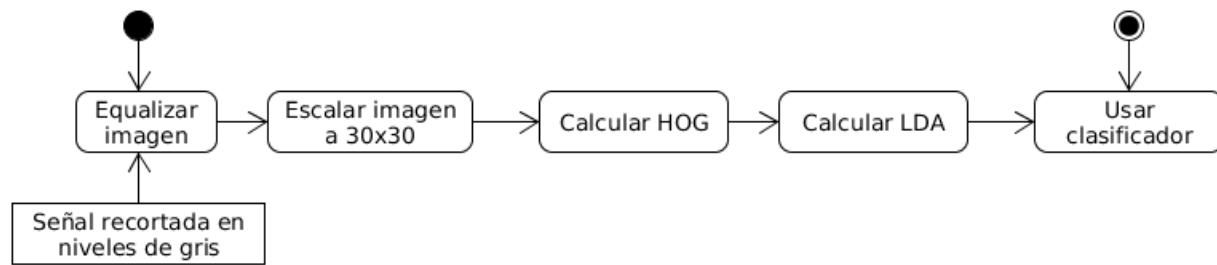 Equalizar
imagen
Escalar imagen
a 30x30
Calcular HOG
Calcular LDA
Usar
clasificador
Señal recortada en
niveles de gris